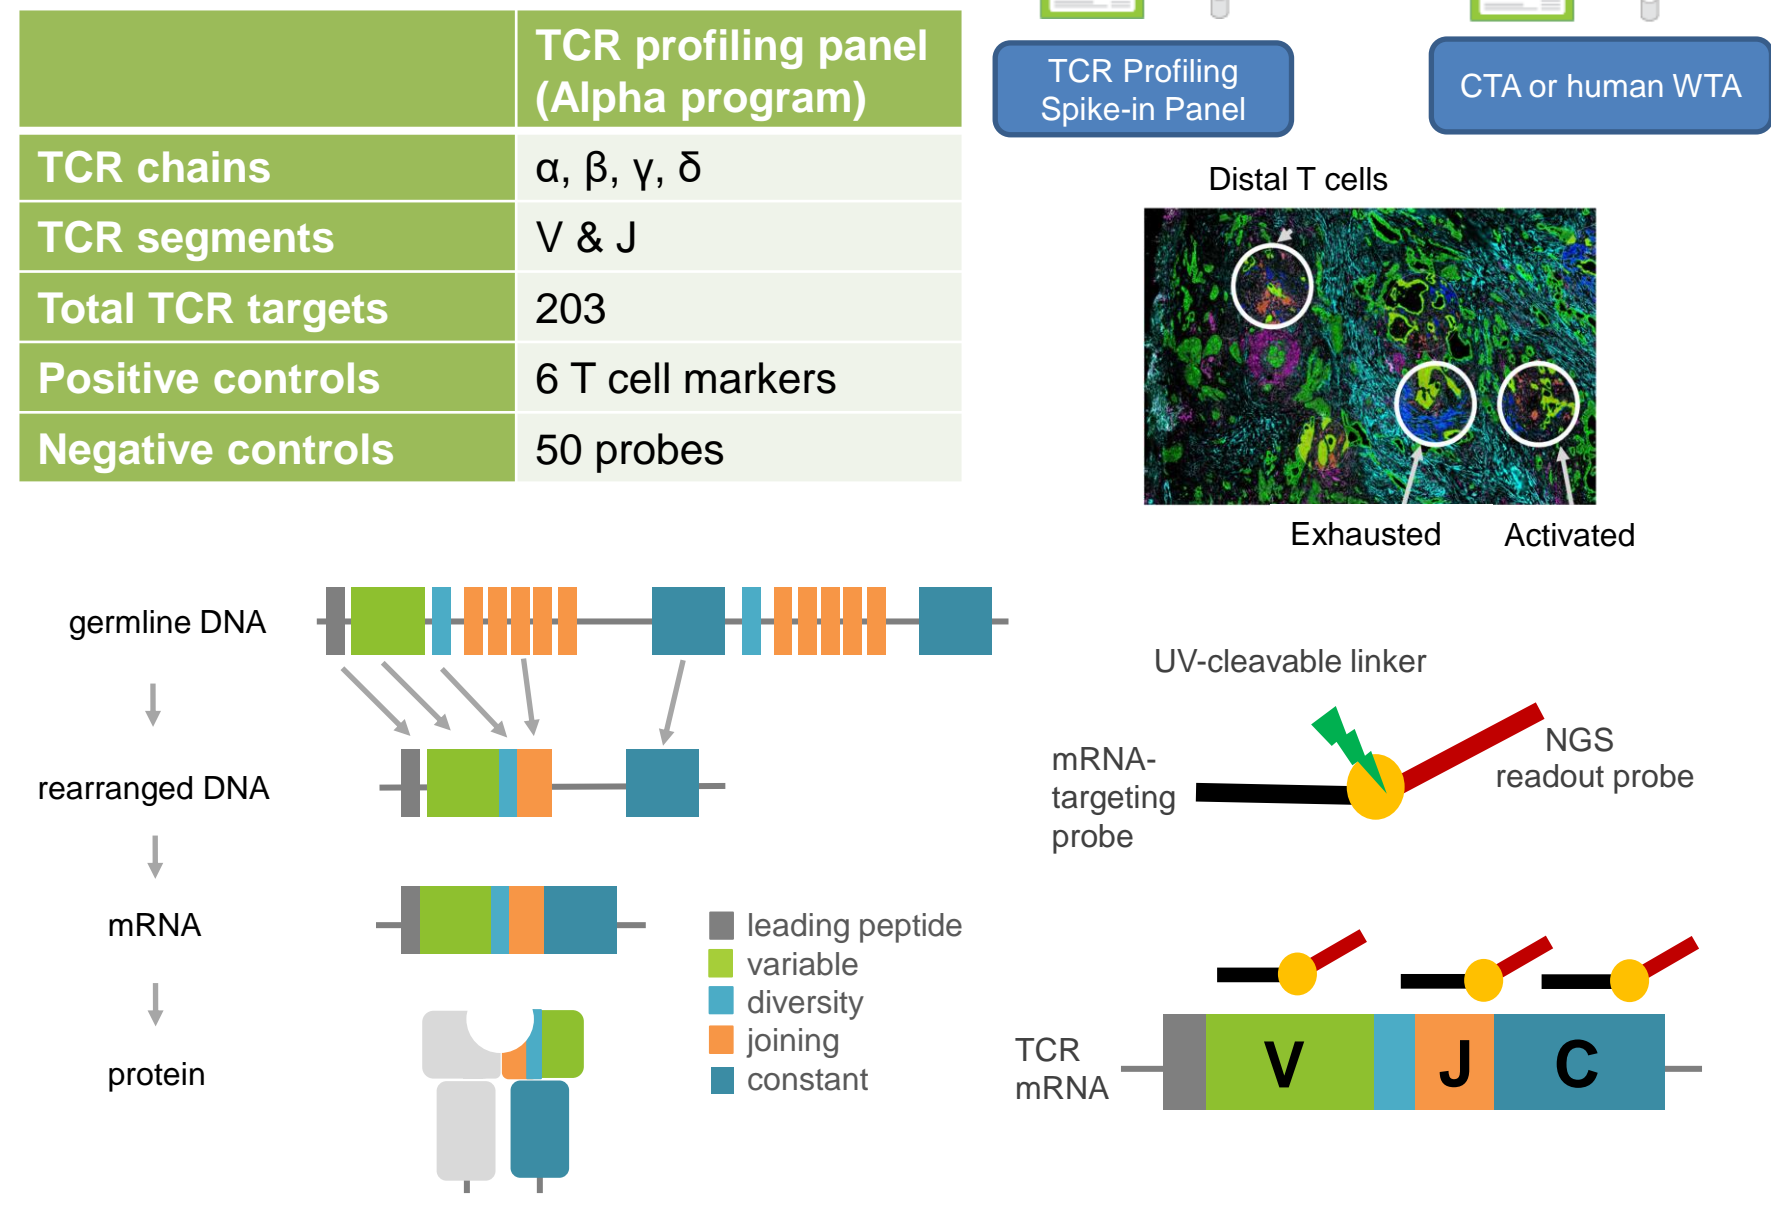 TCR profiling panel
(Alpha program)
TCR chains
α, β, γ, δ
TCR segments
V & J
Total TCR targets
203
Positive controls
6 T cell markers
Negative controls
50 probes
TCR Profiling
Spike-in Panel
CTA or human WTA
Distal T cells
Exhausted
Activated
germline DNA
rearranged DNA
mRNA
protein
leading peptide
variable
diversity
joining
constant
UV-cleavable linker
mRNA-
targeting
probe
NGS
readout probe
TCR
mRNA
V
J
C